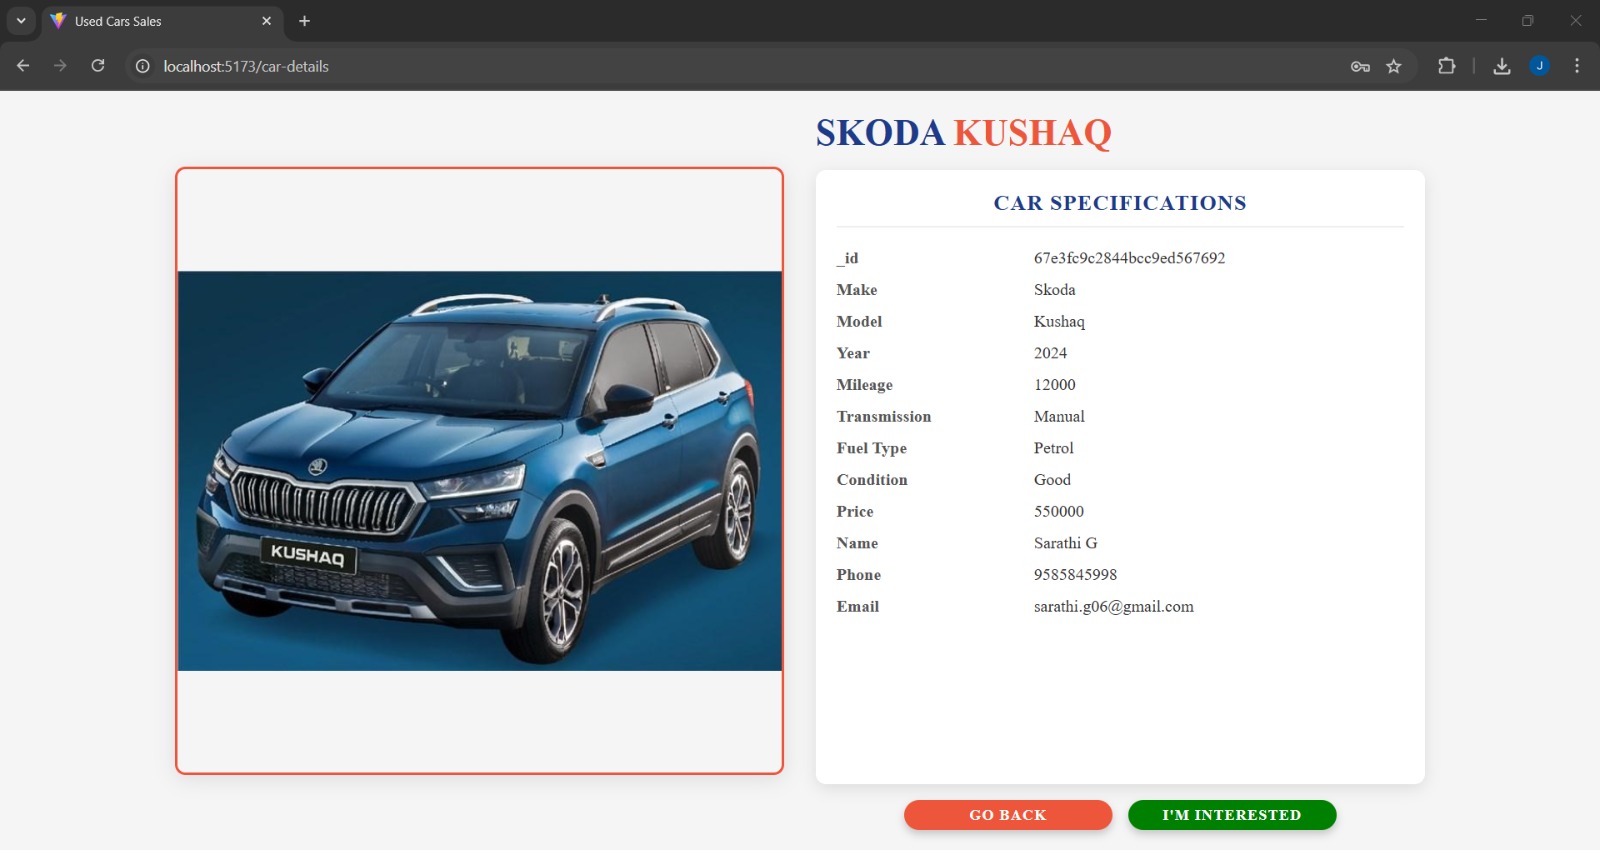 Used Cars Sales
localhost:5173/car-details
J
SKODA KUSHAQ
CAR SPECIFICATIONS
_id 67e3fc9c2844bcc9ed567692
Make Skoda
Model Kushaq
Year 2024
Mileage 12000
Transmission Manual
Fuel Type Petrol
Condition Good
Price 550000
Name Sarathi G
Phone 9585845998
Email sarathi.g06@gmail.com
KUSHAQ
GO BACK I'M INTERESTED